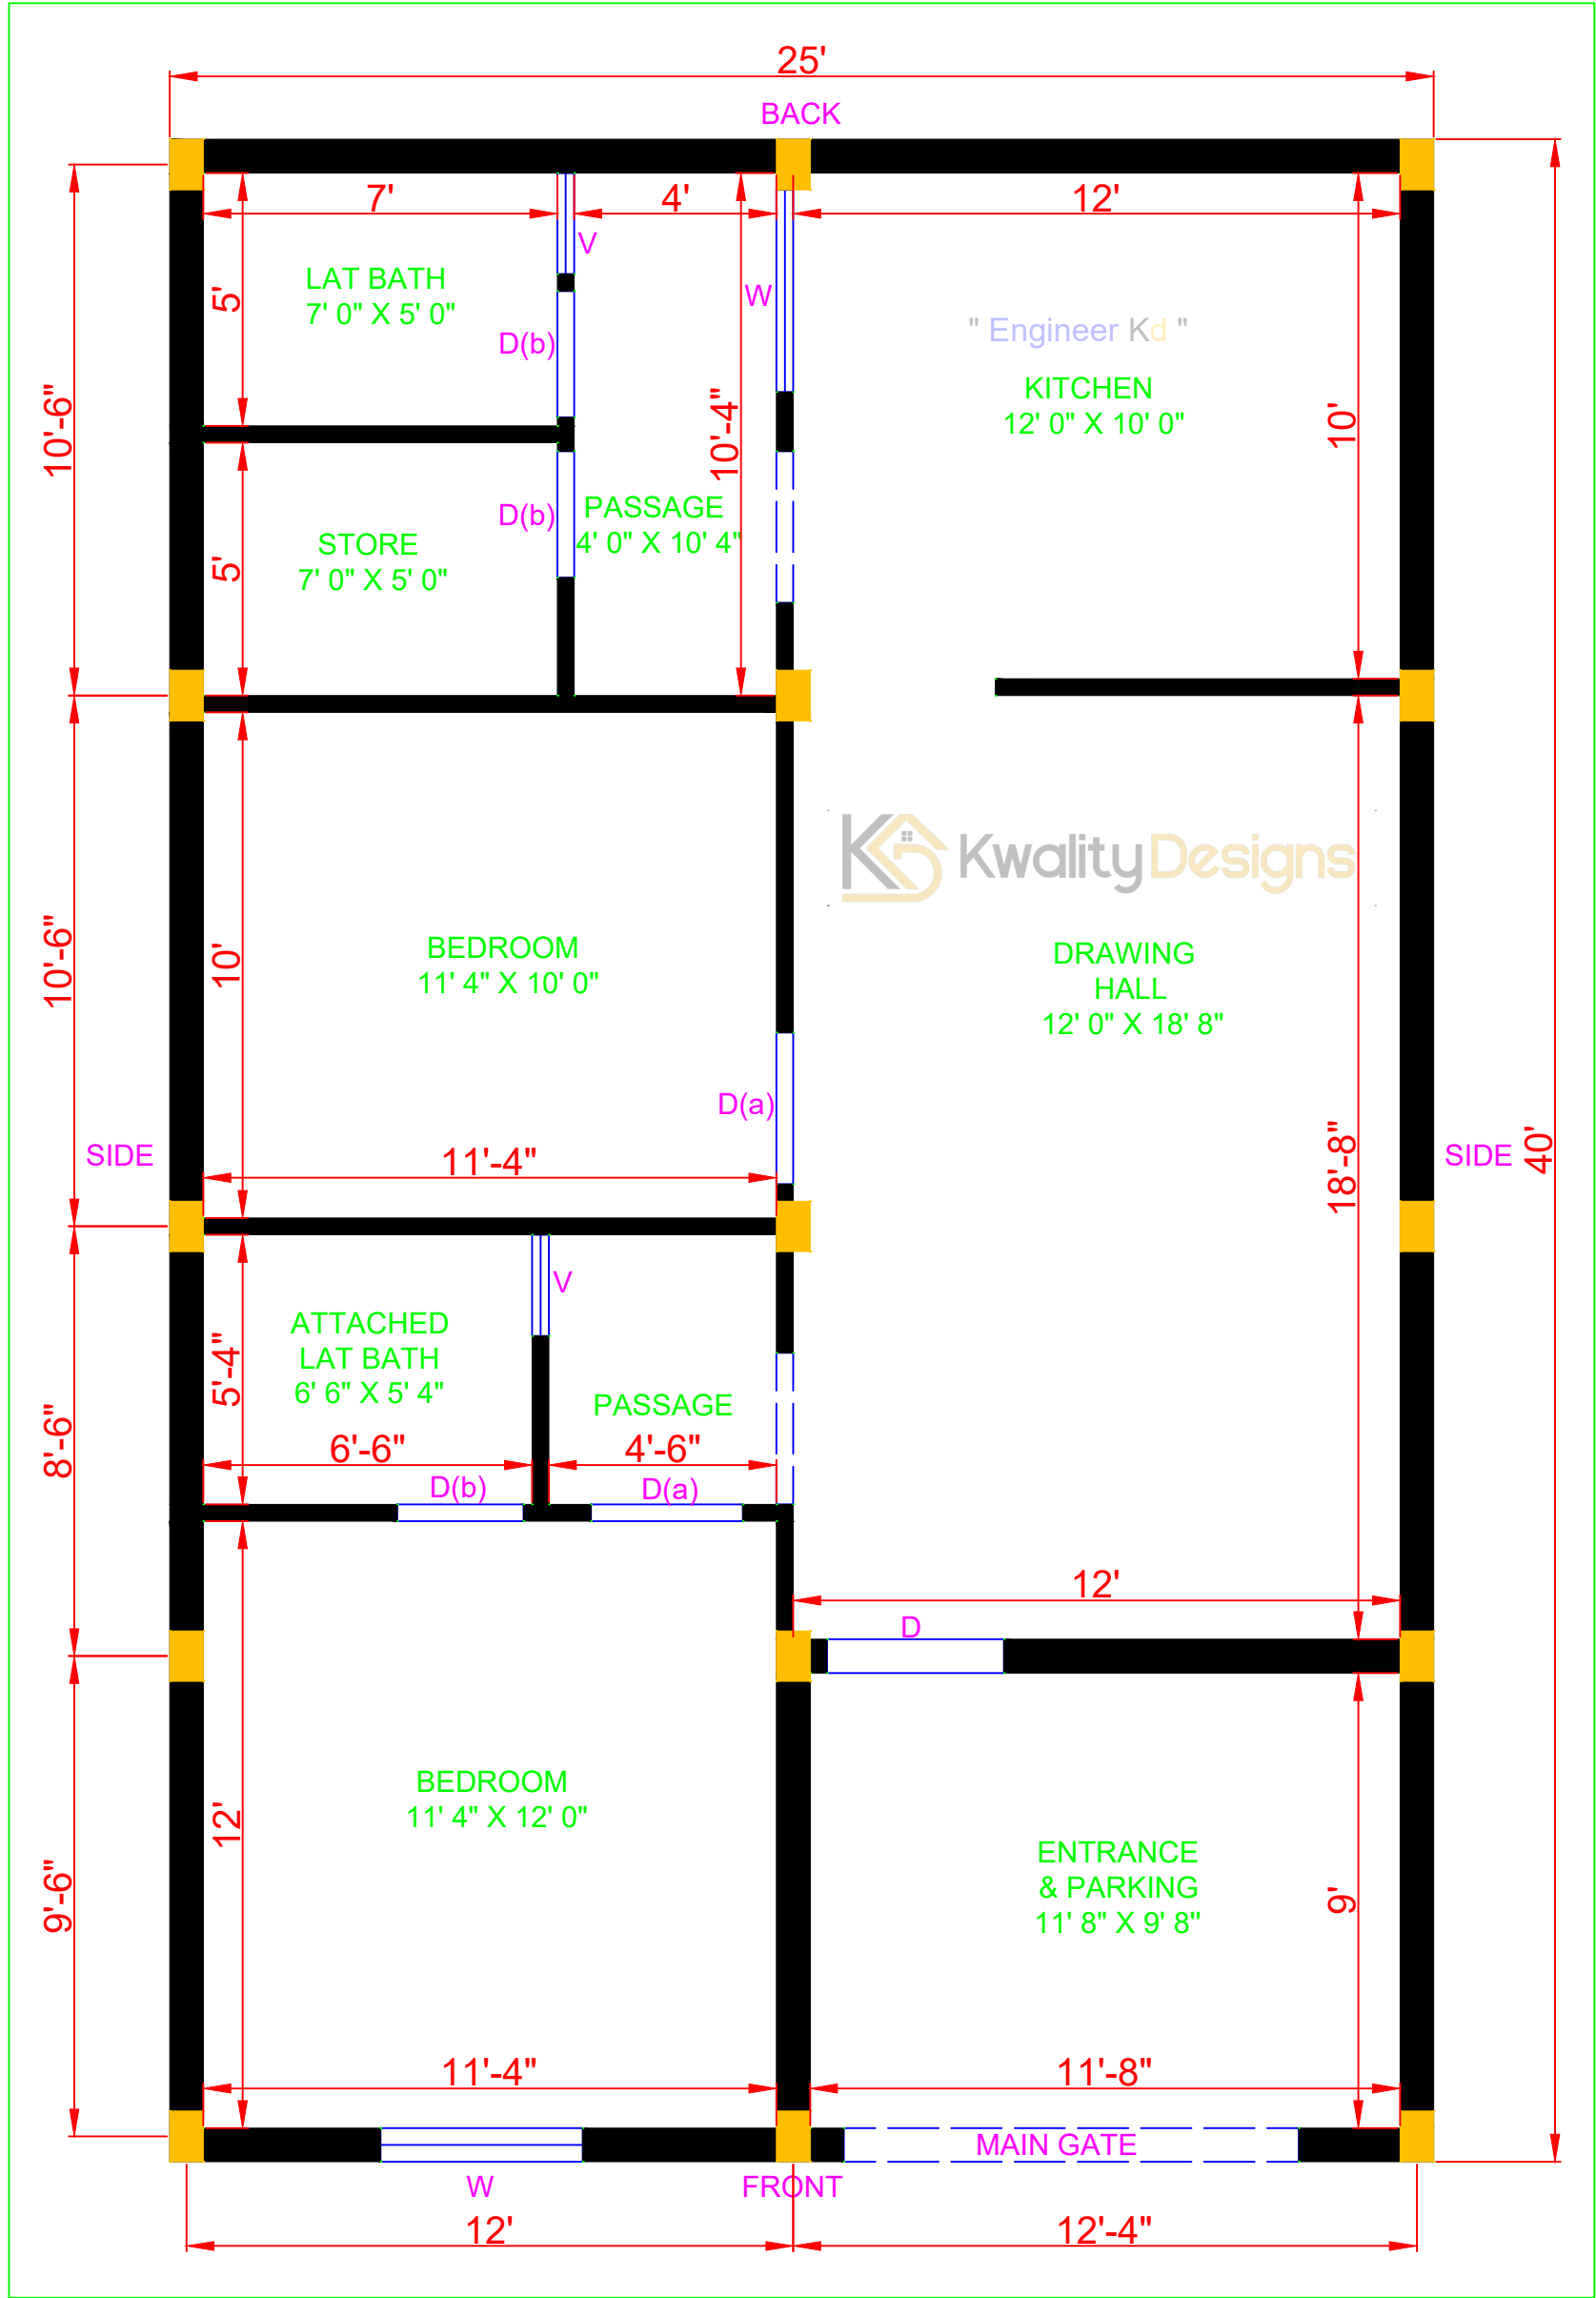 25'
BACK
7'
4'
12'
V
W
5'
LAT BATH
7' 0" X 5' 0"
D(b)
" Engineer Kd "
KITCHEN
12' 0" X 10' 0"
10'
10'-6"
10'-4"
D(b)
PASSAGE
4' 0" X 10' 4"
STORE
7' 0" X 5' 0"
5'
KwalityDesigns
10'-6"
10'
BEDROOM
11' 4" X 10' 0"
DRAWING
HALL
12' 0" X 18' 8"
D(a)
SIDE
11'-4"
18'-8"
SIDE
40'
V
ATTACHED
LAT BATH
6' 6" X 5' 4"
5'-4"
8'-6"
PASSAGE
6'-6"
4'-6"
D(b)
D(a)
12'
D
BEDROOM
11' 4" X 12' 0"
12'
ENTRANCE
& PARKING
11' 8" X 9' 8"
9'
9'-6"
11'-4"
11'-8"
MAIN GATE
W
FRONT
12'
12'-4"